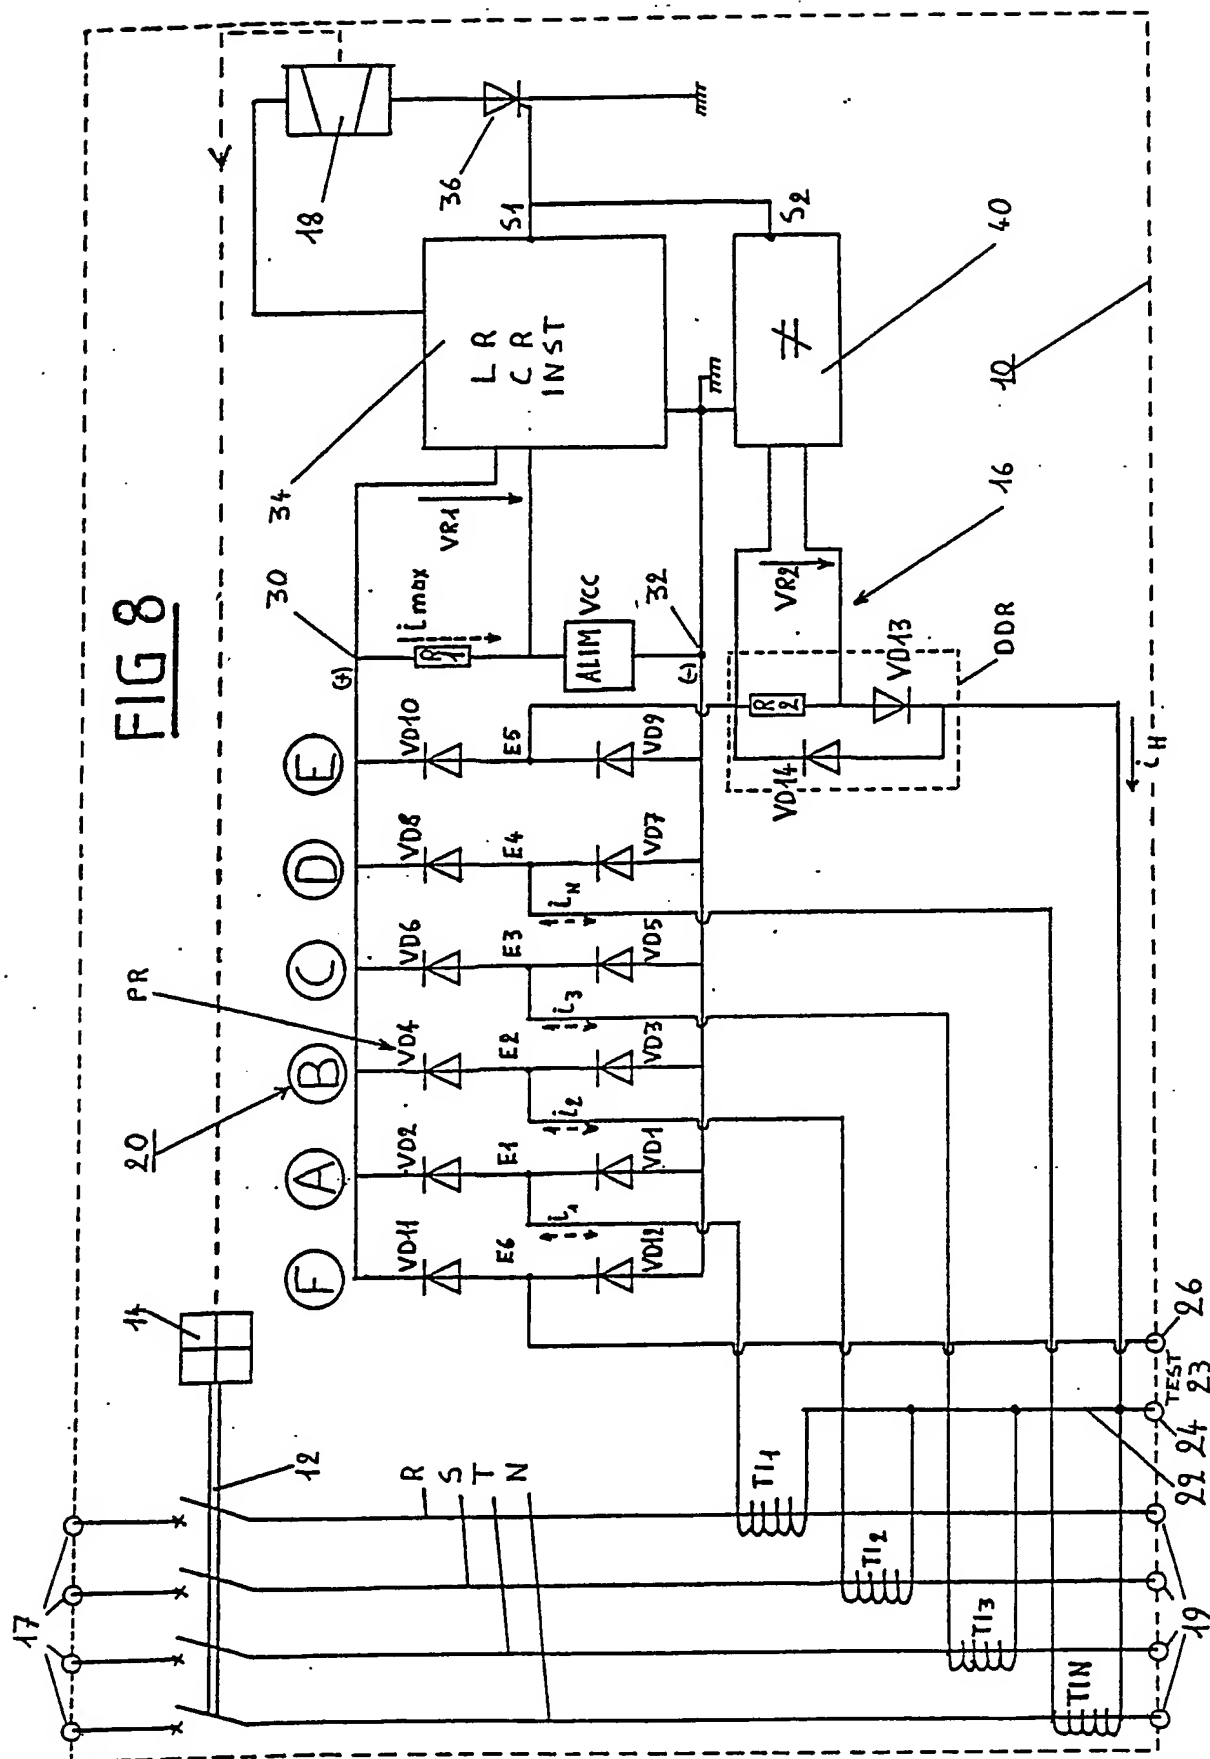 FIG 8
17
12
14
R
S
T
N
TI1
TI2
TI3
TIN
19
22
24
TEST
23
26
20
PR
F
A
B
C
D
E
VD11
VD2
VD4
VD6
VD8
VD10
E6
E1
E2
E3
E4
E5
VD12
VD1
VD3
VD5
VD7
VD9
i1
i2
i3
iN
(+)
30
imax
R1
VR1
ALIM
VCC
(-)
32
34
LR
CR
INST
S1
18
36
S2
≠
40
10
16
VR2
R2
VD13
VD14
DDR
iH